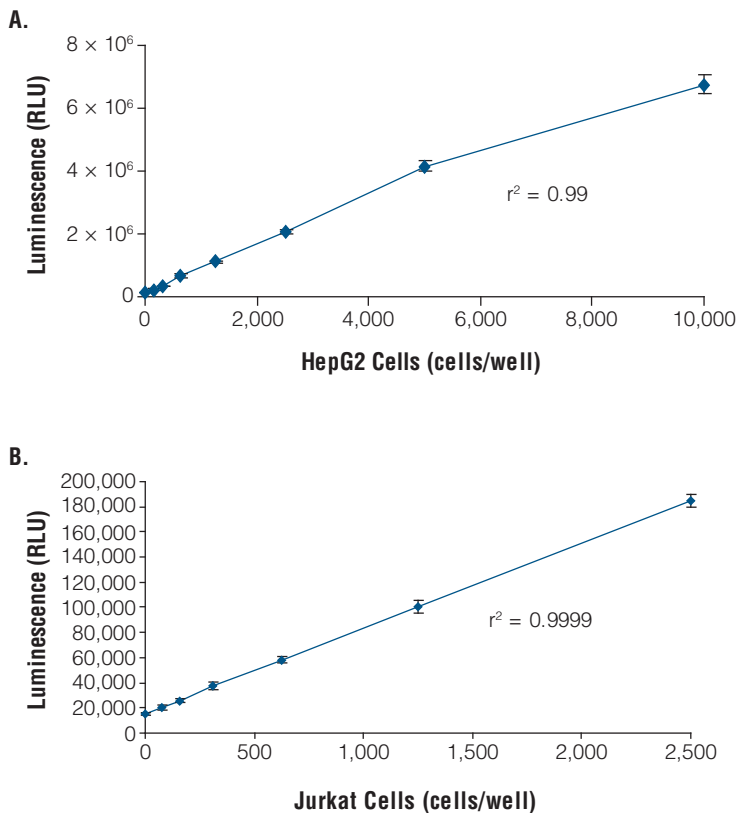 A.
Luminescence (RLU)
8 × 10⁶
6 × 10⁶
4 × 10⁶
2 × 10⁶
0
r² = 0.99
0 2,000 4,000 6,000 8,000 10,000
HepG2 Cells (cells/well)
B.
Luminescence (RLU)
200,000
180,000
160,000
140,000
120,000
100,000
80,000
60,000
40,000
20,000
0
r² = 0.9999
0 500 1,000 1,500 2,000 2,500
Jurkat Cells (cells/well)